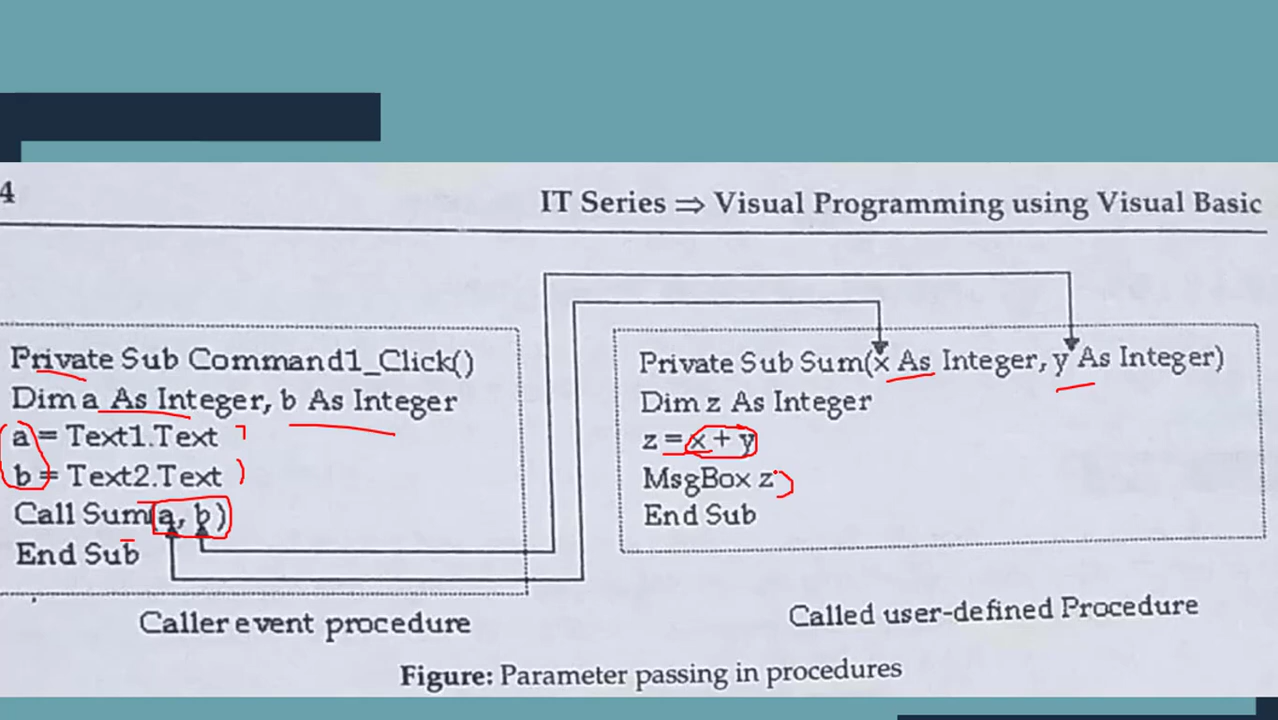 4
IT Series ⇒ Visual Programming using Visual Basic
Private Sub Command1_Click()
Dim a As Integer, b As Integer
a = Text1.Text
b = Text2.Text
Call Sum(a, b)
End Sub
Caller event procedure
Private Sub Sum(x As Integer, y As Integer)
Dim z As Integer
z = x + y
MsgBox z
End Sub
Called user-defined Procedure
Figure: Parameter passing in procedures